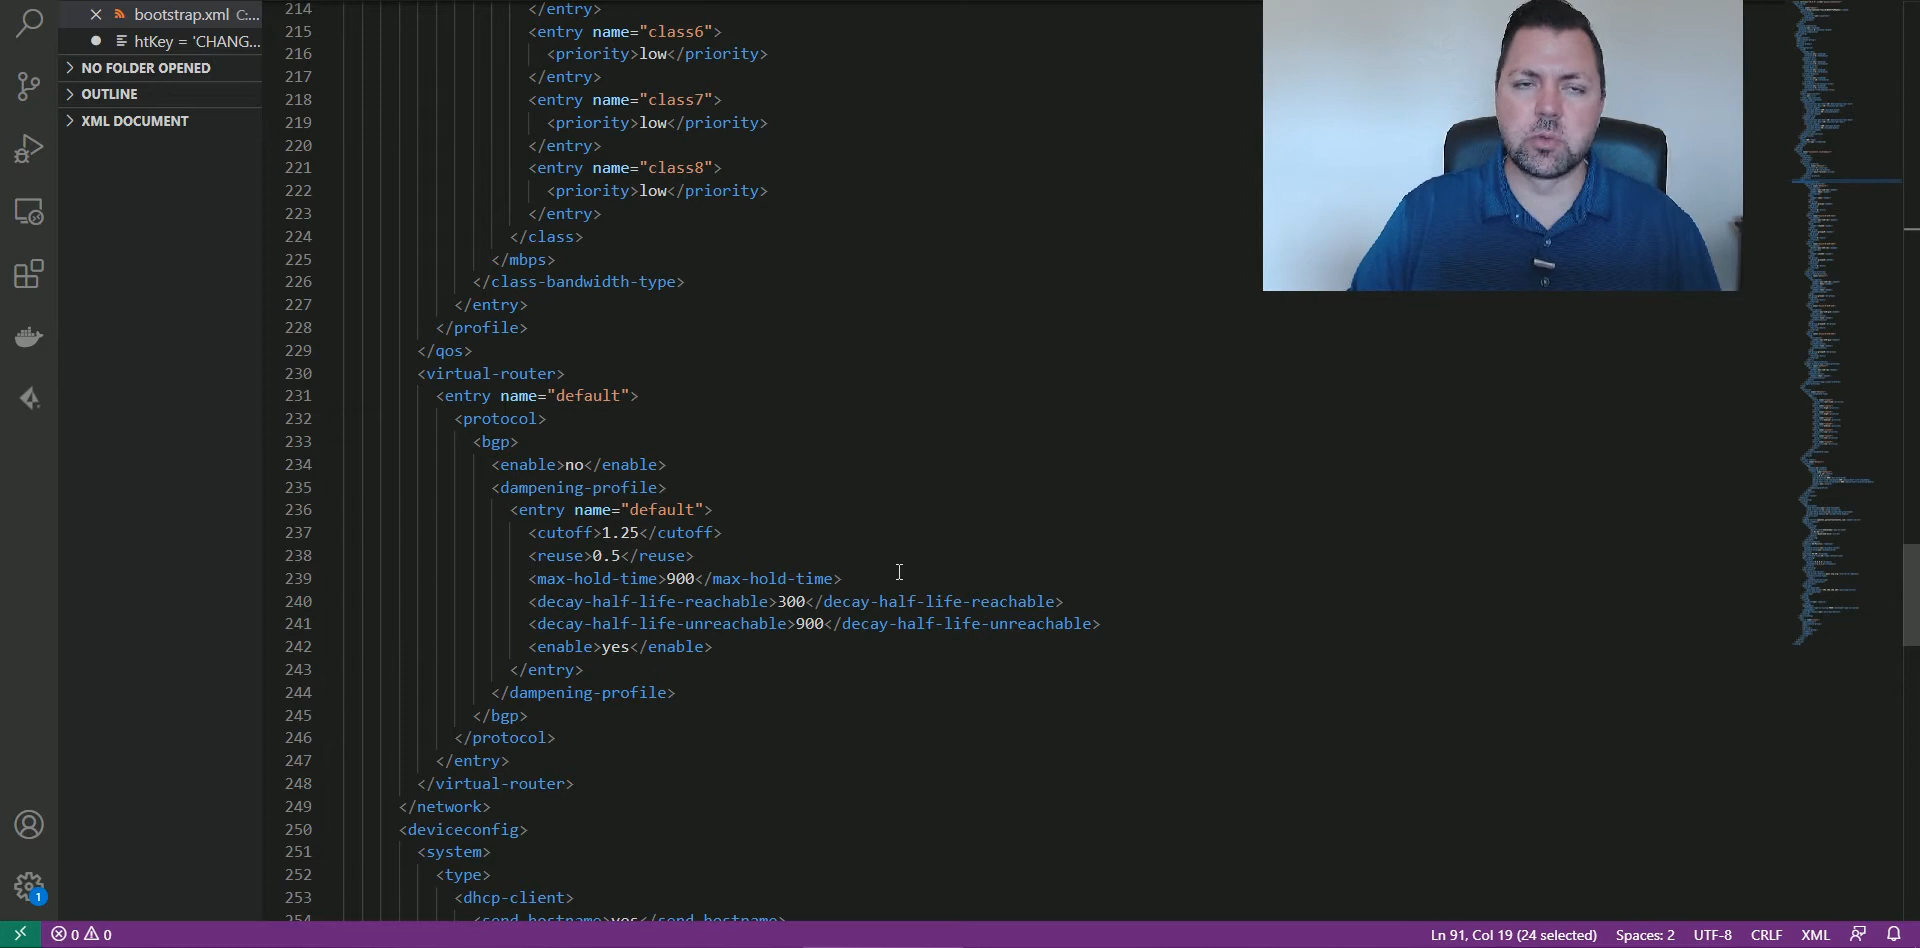 bootstrap.xml C:...
htKey = 'CHANG...
NO FOLDER OPENED
OUTLINE
XML DOCUMENT
1
214 </entry>
215 <entry name="class6">
216 <priority>low</priority>
217 </entry>
218 <entry name="class7">
219 <priority>low</priority>
220 </entry>
221 <entry name="class8">
222 <priority>low</priority>
223 </entry>
224 </class>
225 </mbps>
226 </class-bandwidth-type>
227 </entry>
228 </profile>
229 </qos>
230 <virtual-router>
231 <entry name="default">
232 <protocol>
233 <bgp>
234 <enable>no</enable>
235 <dampening-profile>
236 <entry name="default">
237 <cutoff>1.25</cutoff>
238 <reuse>0.5</reuse>
239 <max-hold-time>900</max-hold-time>
240 <decay-half-life-reachable>300</decay-half-life-reachable>
241 <decay-half-life-unreachable>900</decay-half-life-unreachable>
242 <enable>yes</enable>
243 </entry>
244 </dampening-profile>
245 </bgp>
246 </protocol>
247 </entry>
248 </virtual-router>
249 </network>
250 <deviceconfig>
251 <system>
252 <type>
253 <dhcp-client>
254 <send-hostname>yes</send-hostname>
0 0
Ln 91, Col 19 (24 selected) Spaces: 2 UTF-8 CRLF XML